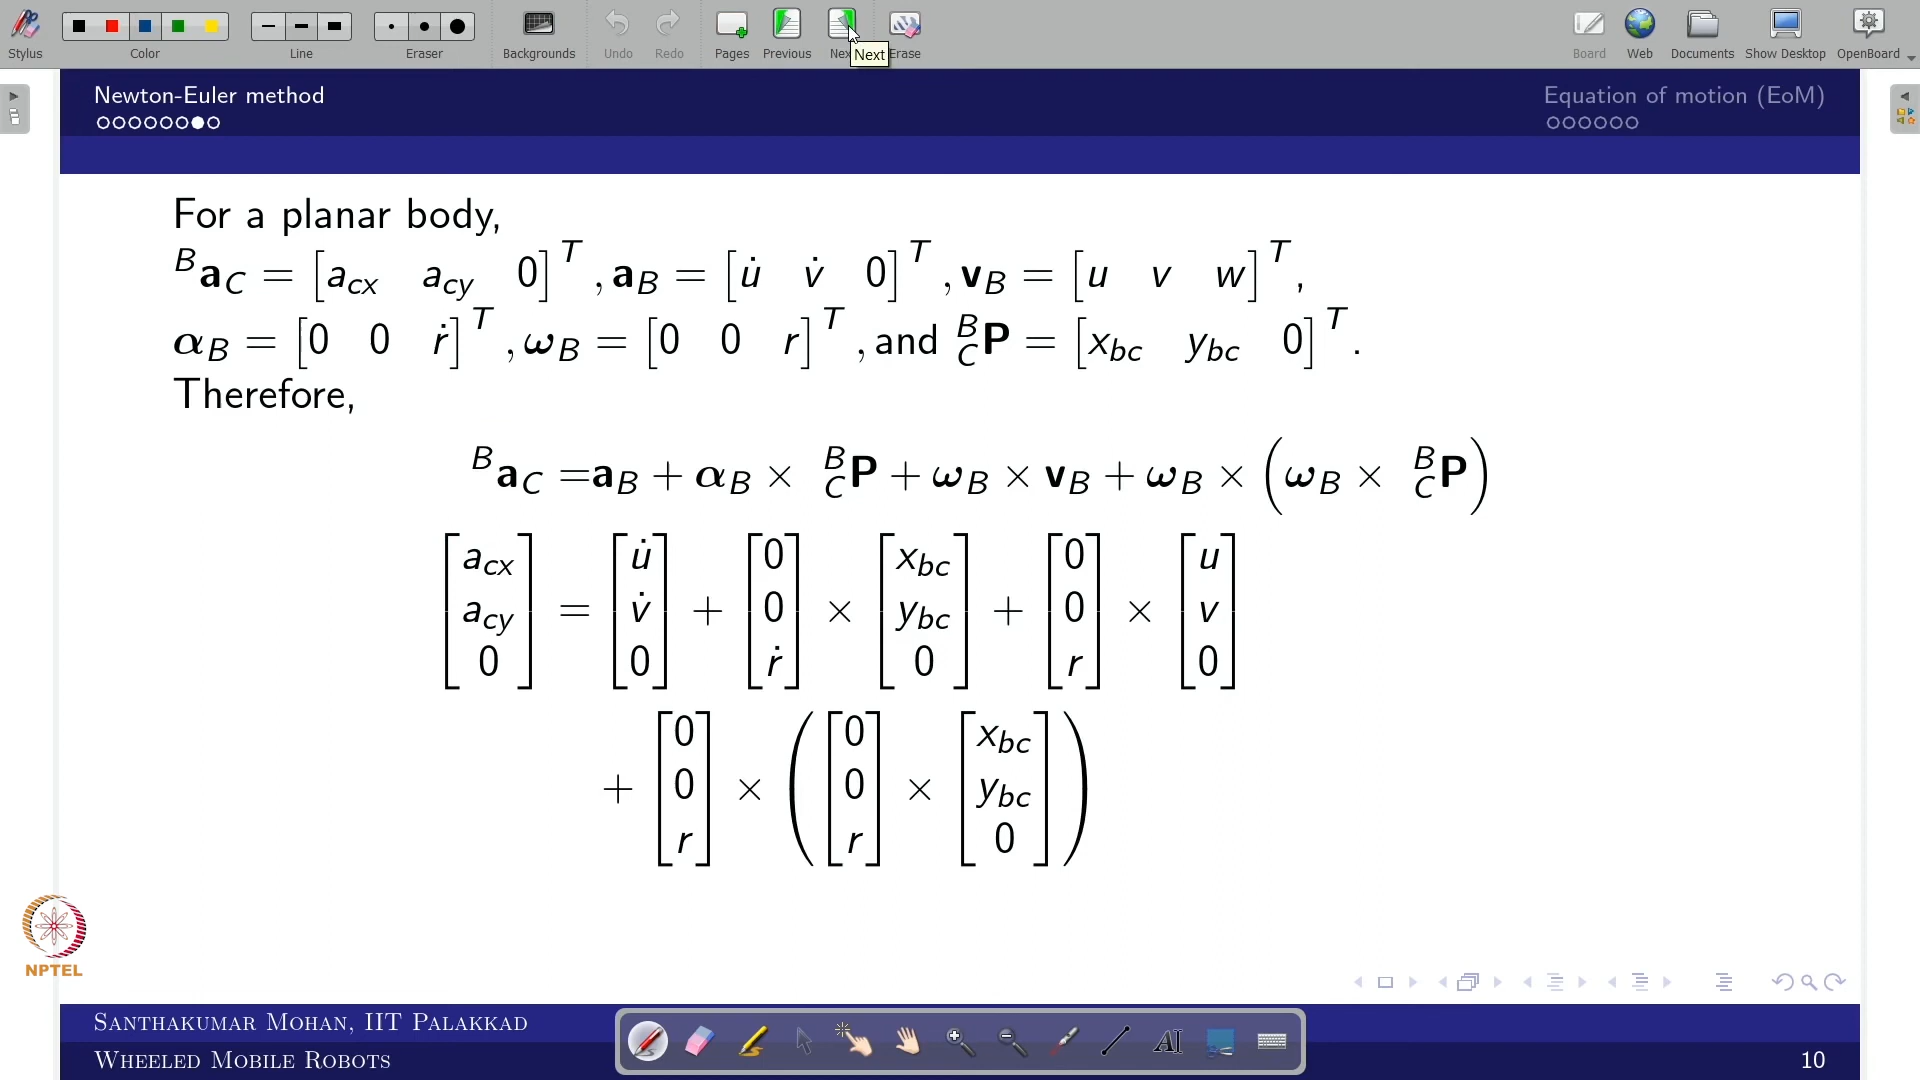 Stylus Color Line Eraser Backgrounds Undo Redo Pages Previous Next Erase Board Web Documents Show Desktop OpenBoard
Next
Newton-Euler method Equation of motion (EoM)
For a planar body,
ᴮa_C = [a_cx a_cy 0]^T, a_B = [u̇ v̇ 0]^T, v_B = [u v w]^T,
α_B = [0 0 ṙ]^T, ω_B = [0 0 r]^T, and ᴮ_C P = [x_bc y_bc 0]^T.
Therefore,
ᴮa_C = a_B + α_B × ᴮ_C P + ω_B × v_B + ω_B × (ω_B × ᴮ_C P)
[a_cx a_cy 0] = [u̇ v̇ 0] + [0 0 ṙ] × [x_bc y_bc 0] + [0 0 r] × [u v 0]
+ [0 0 r] × ([0 0 r] × [x_bc y_bc 0])
NPTEL
Santhakumar Mohan, IIT Palakkad
Wheeled Mobile Robots 10